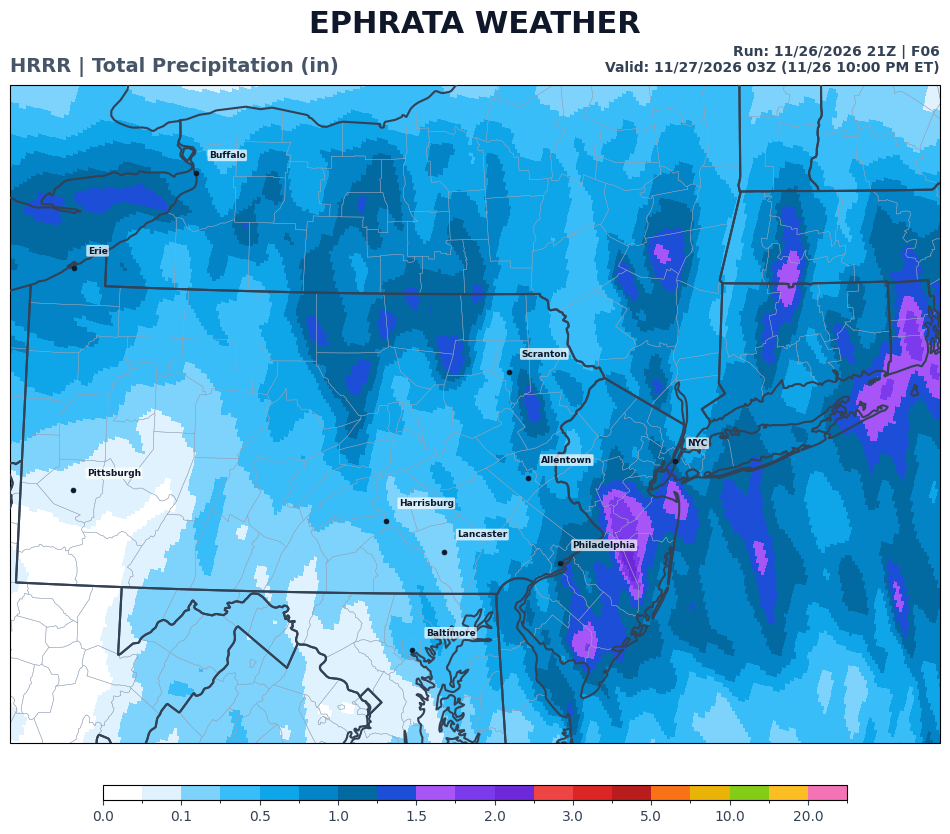 EPHRATA WEATHER
HRRR | Total Precipitation (in)
Run: 11/26/2026 21Z | F06
Valid: 11/27/2026 03Z (11/26 10:00 PM ET)
Buffalo
Erie
Scranton
NYC
Allentown
Pittsburgh
Harrisburg
Lancaster
Philadelphia
Baltimore
0.0 0.1 0.5 1.0 1.5 2.0 3.0 5.0 10.0 20.0